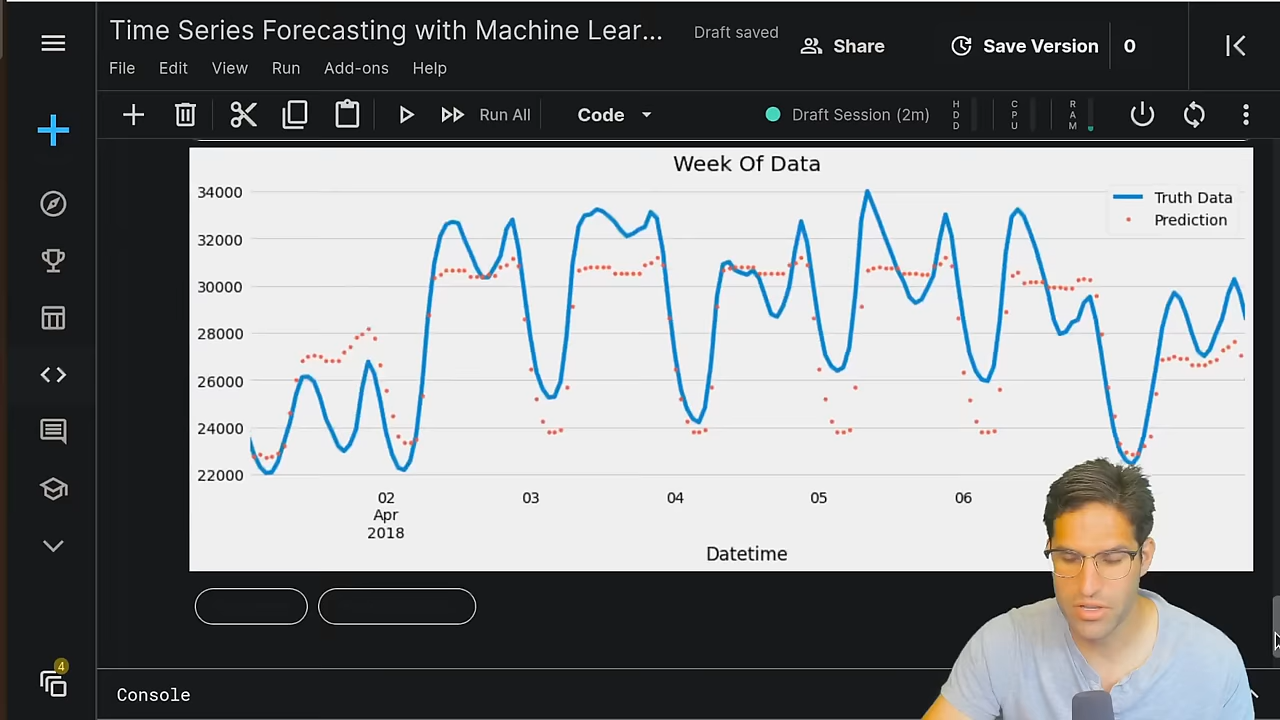 Time Series Forecasting with Machine Lear...
Draft saved
Share
Save Version
0
File Edit View Run Add-ons Help
Run All
Code
Draft Session (2m)
HDD
CPU
RAM
Week Of Data
34000
32000
30000
28000
26000
24000
22000
Truth Data
Prediction
02 03 04 05 06
Apr
2018
Datetime
4
Console